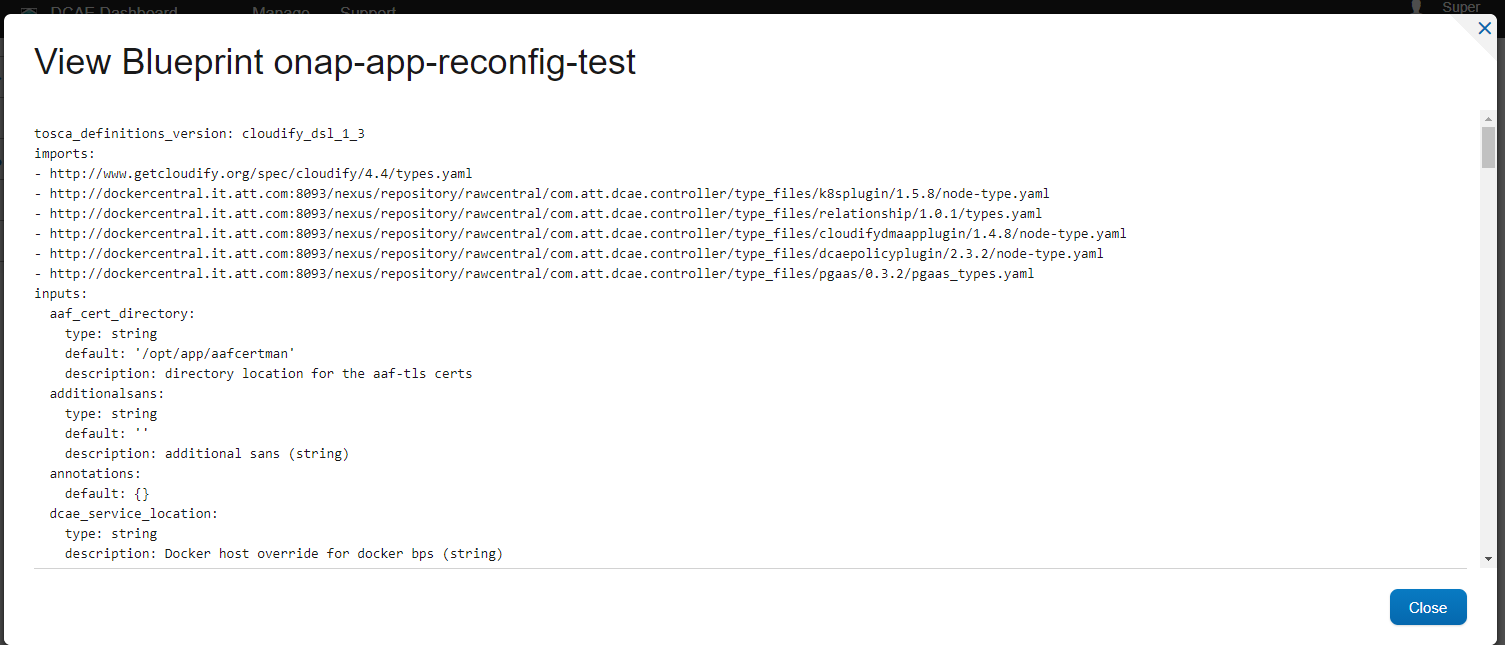 DCAE Dashboard Manage Support Super
View Blueprint onap-app-reconfig-test
tosca_definitions_version: cloudify_dsl_1_3
imports:
- http://www.getcloudify.org/spec/cloudify/4.4/types.yaml
- http://dockercentral.it.att.com:8093/nexus/repository/rawcentral/com.att.dcae.controller/type_files/k8splugin/1.5.8/node-type.yaml
- http://dockercentral.it.att.com:8093/nexus/repository/rawcentral/com.att.dcae.controller/type_files/relationship/1.0.1/types.yaml
- http://dockercentral.it.att.com:8093/nexus/repository/rawcentral/com.att.dcae.controller/type_files/cloudifydmaapplugin/1.4.8/node-type.yaml
- http://dockercentral.it.att.com:8093/nexus/repository/rawcentral/com.att.dcae.controller/type_files/dcaepolicyplugin/2.3.2/node-type.yaml
- http://dockercentral.it.att.com:8093/nexus/repository/rawcentral/com.att.dcae.controller/type_files/pgaas/0.3.2/pgaas_types.yaml
inputs:
  aaf_cert_directory:
    type: string
    default: '/opt/app/aafcertman'
    description: directory location for the aaf-tls certs
  additionalsans:
    type: string
    default: ''
    description: additional sans (string)
  annotations:
    default: {}
  dcae_service_location:
    type: string
    description: Docker host override for docker bps (string)
Close